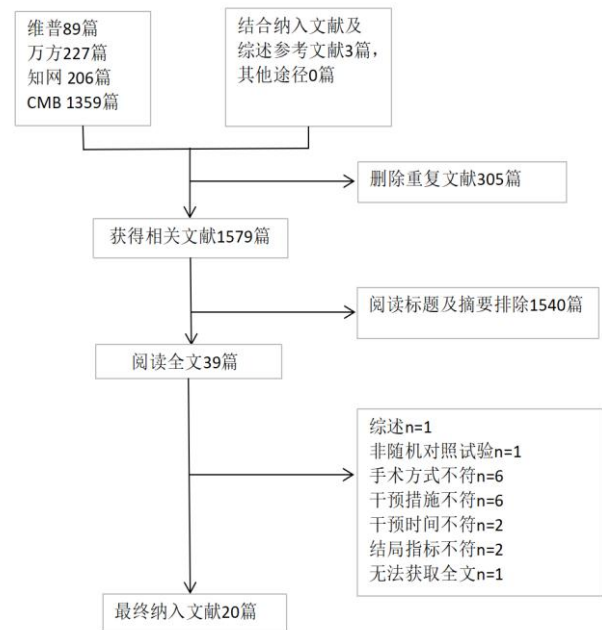 维普89篇
万方227篇
知网 206篇
CMB 1359篇
结合纳入文献及
综述参考文献3篇，
其他途径0篇
删除重复文献305篇
获得相关文献1579篇
阅读标题及摘要排除1540篇
阅读全文39篇
综述n=1
非随机对照试验n=1
手术方式不符n=6
干预措施不符n=6
干预时间不符n=2
结局指标不符n=2
无法获取全文n=1
最终纳入文献20篇